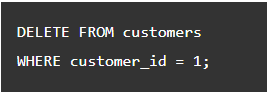 DELETE FROM customers
WHERE customer_id = 1;